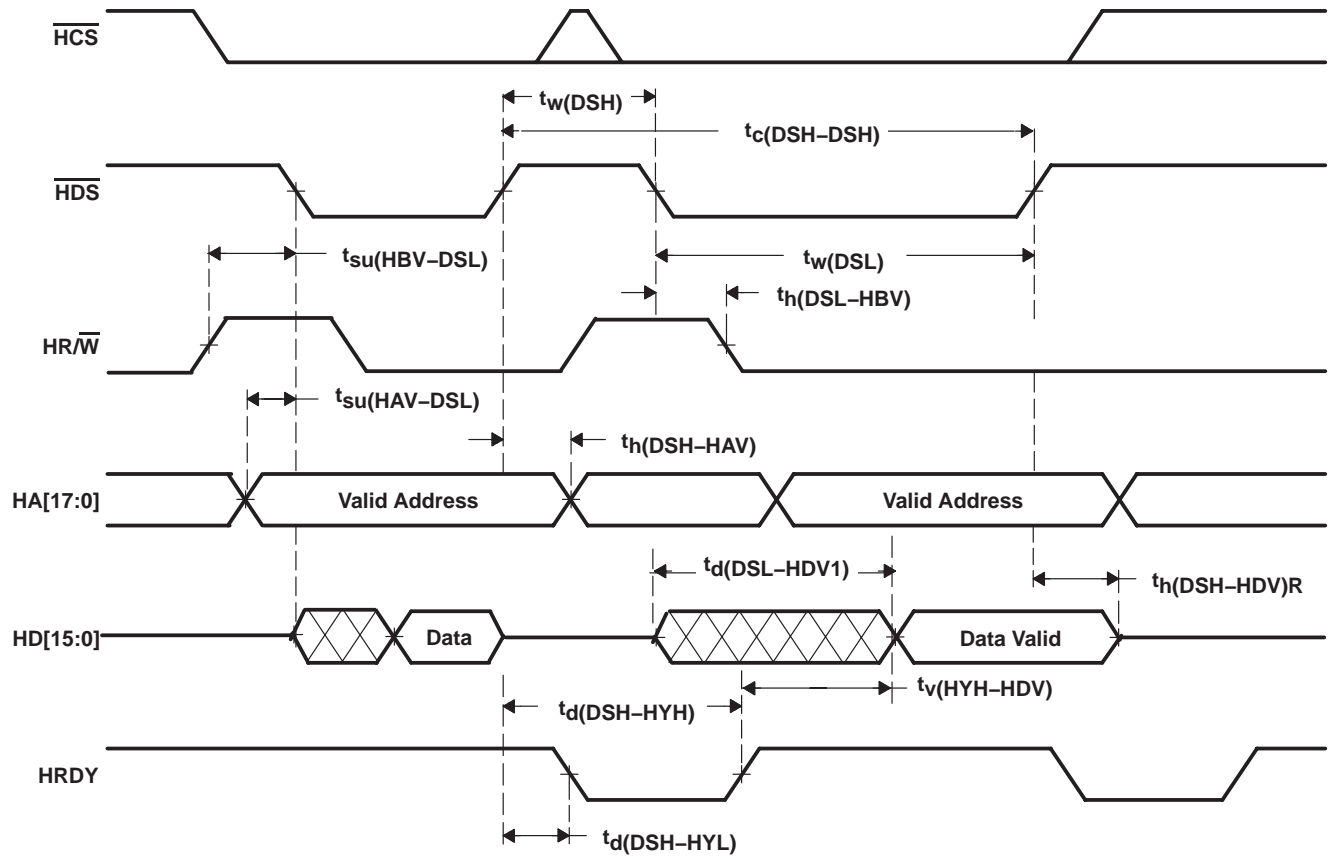 HCS
tw(DSH)
tc(DSH–DSH)
HDS
tsu(HBV–DSL)
tw(DSL)
th(DSL–HBV)
HR/W
tsu(HAV–DSL)
th(DSH–HAV)
HA[17:0]
Valid Address
Valid Address
td(DSL–HDV1)
th(DSH–HDV)R
HD[15:0]
Data
Data Valid
tv(HYH–HDV)
td(DSH–HYH)
HRDY
td(DSH–HYL)